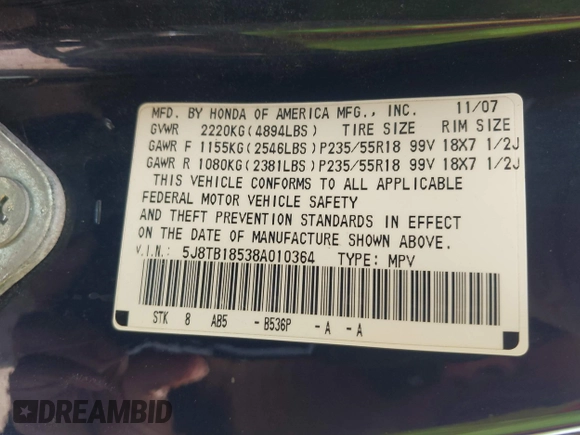 MFD. BY HONDA OF AMERICA MFG., INC. 11/07
GVWR 2220KG(4894LBS) TIRE SIZE RIM SIZE
GAWR F 1155KG(2546LBS)P235/55R18 99V 18X7 1/2J
GAWR R 1080KG(2381LBS)P235/55R18 99V 18X7 1/2J
THIS VEHICLE CONFORMS TO ALL APPLICABLE
FEDERAL MOTOR VEHICLE SAFETY
AND THEFT PREVENTION STANDARDS IN EFFECT
ON THE DATE OF MANUFACTURE SHOWN ABOVE.
V.I.N.: 5J8TB18538A010364 TYPE: MPV
STK 8 AB5 -B536P -A -A
DREAMBID